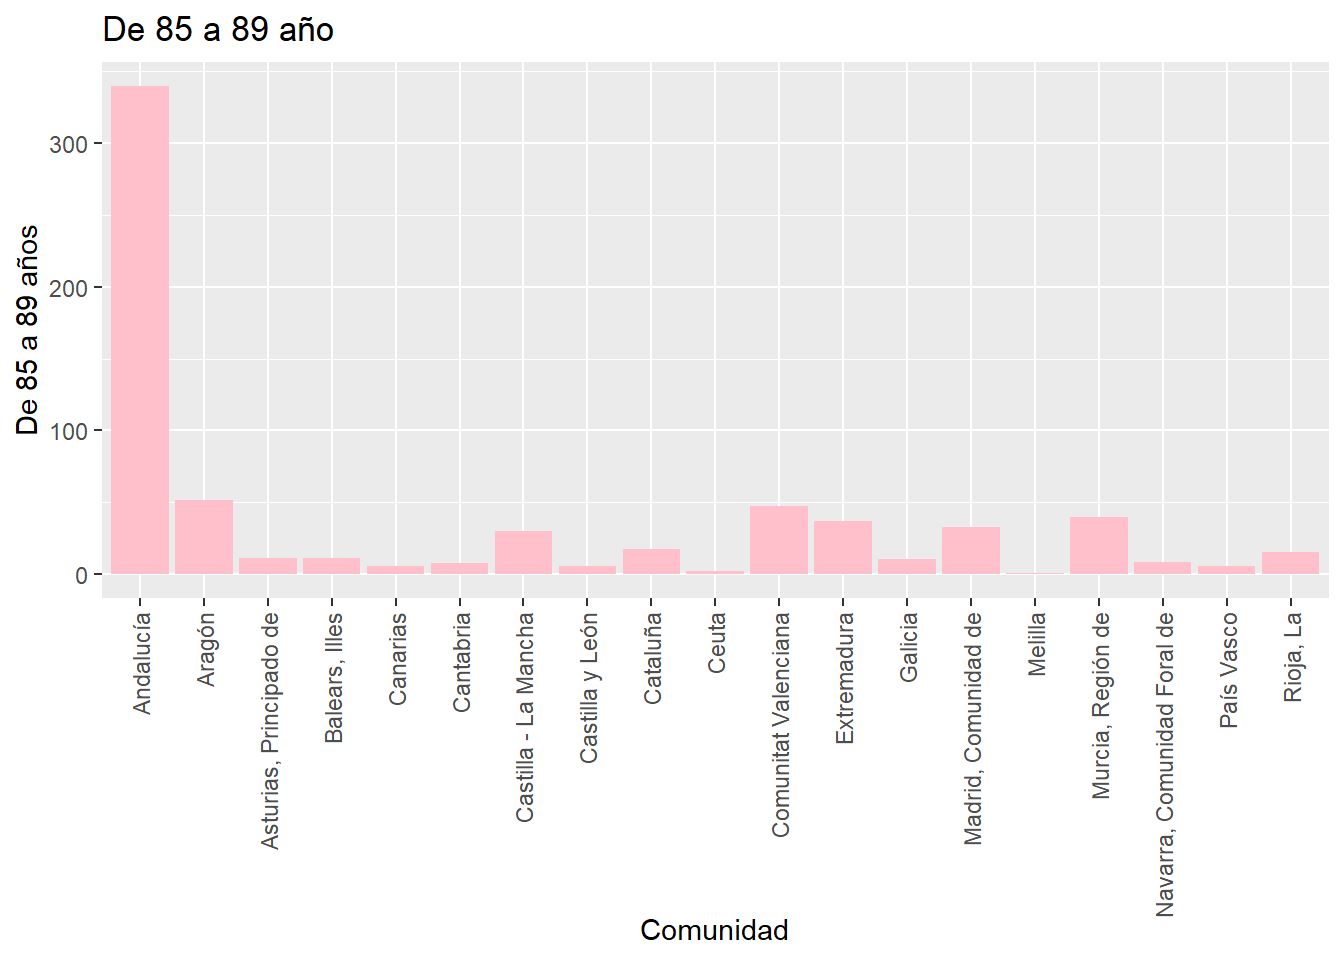 De 85 a 89 año
De 85 a 89 años
300
200
100
0
Andalucía
Aragón
Asturias, Principado de
Balears, Illes
Canarias
Cantabria
Castilla - La Mancha
Castilla y León
Cataluña
Ceuta
Comunitat Valenciana
Extremadura
Galicia
Madrid, Comunidad de
Melilla
Murcia, Región de
Navarra, Comunidad Foral de
País Vasco
Rioja, La
Comunidad